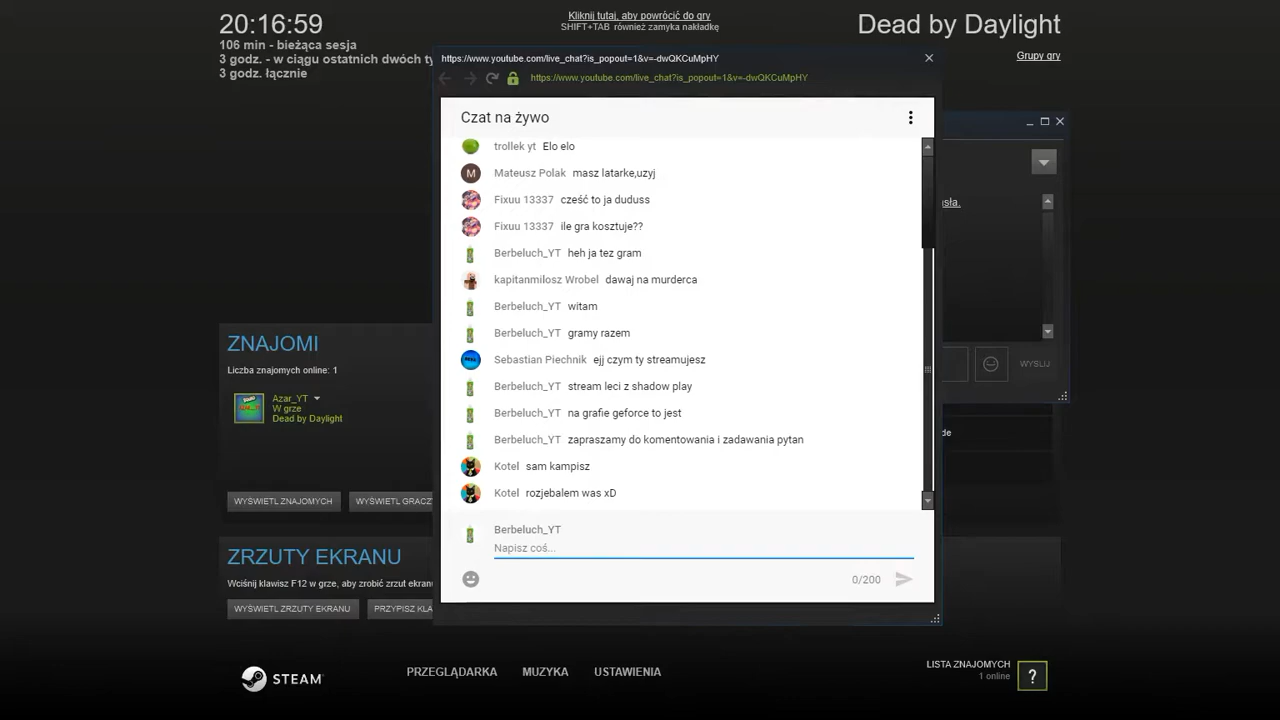 20:16:59
106 min - bieżąca sesja
3 godz. - w ciągu ostatnich dwóch ty
3 godz. łącznie
Kliknij tutaj, aby powrócić do gry
SHIFT+TAB również zamyka nakładkę
Dead by Daylight
Grupy gry
https://www.youtube.com/live_chat?is_popout=1&v=-dwQKCuMpHY
https://www.youtube.com/live_chat?is_popout=1&v=-dwQKCuMpHY
Czat na żywo
trollek yt Elo elo
Mateusz Polak masz latarke,uzyj
Fixuu 13337 cześć to ja duduss
Fixuu 13337 ile gra kosztuje??
Berbeluch_YT heh ja tez gram
kapitanmilosz Wrobel dawaj na murderca
Berbeluch_YT witam
Berbeluch_YT gramy razem
Sebastian Piechnik ejj czym ty streamujesz
Berbeluch_YT stream leci z shadow play
Berbeluch_YT na grafie geforce to jest
Berbeluch_YT zapraszamy do komentowania i zadawania pytan
Kotel sam kampisz
Kotel rozjebalem was xD
Berbeluch_YT
Napisz coś...
0/200
sła.
WYŚLIJ
de
ZNAJOMI
Liczba znajomych online: 1
Azar_YT
W grze
Dead by Daylight
WYŚWIETL ZNAJOMYCH
WYŚWIETL GRACZ
ZRZUTY EKRANU
Wciśnij klawisz F12 w grze, aby zrobić zrzut ekranu
WYŚWIETL ZRZUTY EKRANU
PRZYPISZ KLA
STEAM
PRZEGLĄDARKA
MUZYKA
USTAWIENIA
LISTA ZNAJOMYCH
1 online
?